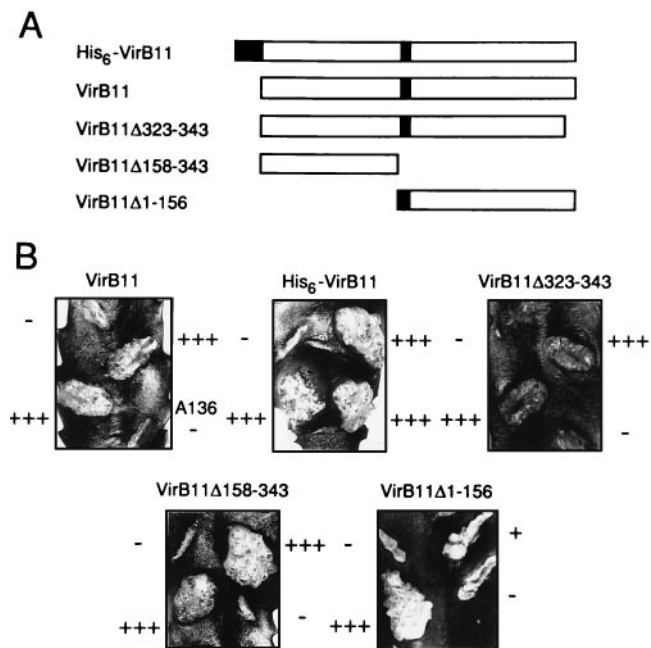 A
His6-VirB11
VirB11
VirB11Δ323-343
VirB11Δ158-343
VirB11Δ1-156
B
VirB11 His6-VirB11 VirB11Δ323-343
- +++ - +++ - +++
+++ A136 - +++ +++ +++ -
VirB11Δ158-343 VirB11Δ1-156
- +++ - +
+++ - +++ -